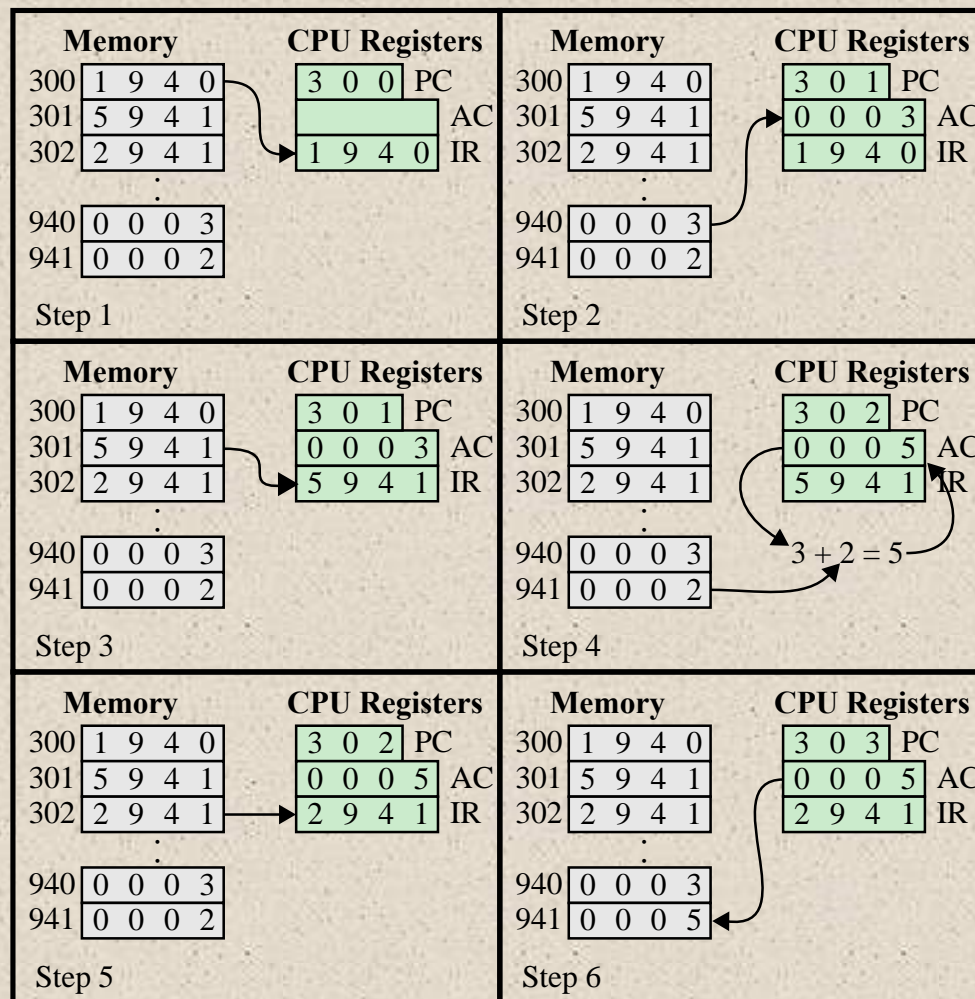 Memory CPU Registers
300 1 9 4 0 3 0 0 PC
301 5 9 4 1 AC
302 2 9 4 1 1 9 4 0 IR
940 0 0 0 3
941 0 0 0 2
Step 1
Memory CPU Registers
300 1 9 4 0 3 0 1 PC
301 5 9 4 1 0 0 0 3 AC
302 2 9 4 1 1 9 4 0 IR
940 0 0 0 3
941 0 0 0 2
Step 2
Memory CPU Registers
300 1 9 4 0 3 0 1 PC
301 5 9 4 1 0 0 0 3 AC
302 2 9 4 1 5 9 4 1 IR
940 0 0 0 3
941 0 0 0 2
Step 3
Memory CPU Registers
300 1 9 4 0 3 0 2 PC
301 5 9 4 1 0 0 0 5 AC
302 2 9 4 1 5 9 4 1 IR
940 0 0 0 3 3 + 2 = 5
941 0 0 0 2
Step 4
Memory CPU Registers
300 1 9 4 0 3 0 2 PC
301 5 9 4 1 0 0 0 5 AC
302 2 9 4 1 2 9 4 1 IR
940 0 0 0 3
941 0 0 0 2
Step 5
Memory CPU Registers
300 1 9 4 0 3 0 3 PC
301 5 9 4 1 0 0 0 5 AC
302 2 9 4 1 2 9 4 1 IR
940 0 0 0 3
941 0 0 0 5
Step 6